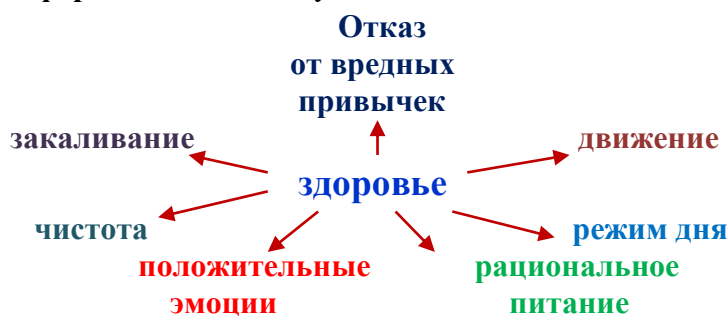 Отказ
от вредных
привычек
закаливание
движение
здоровье
чистота
режим дня
положительные
эмоции
рациональное
питание